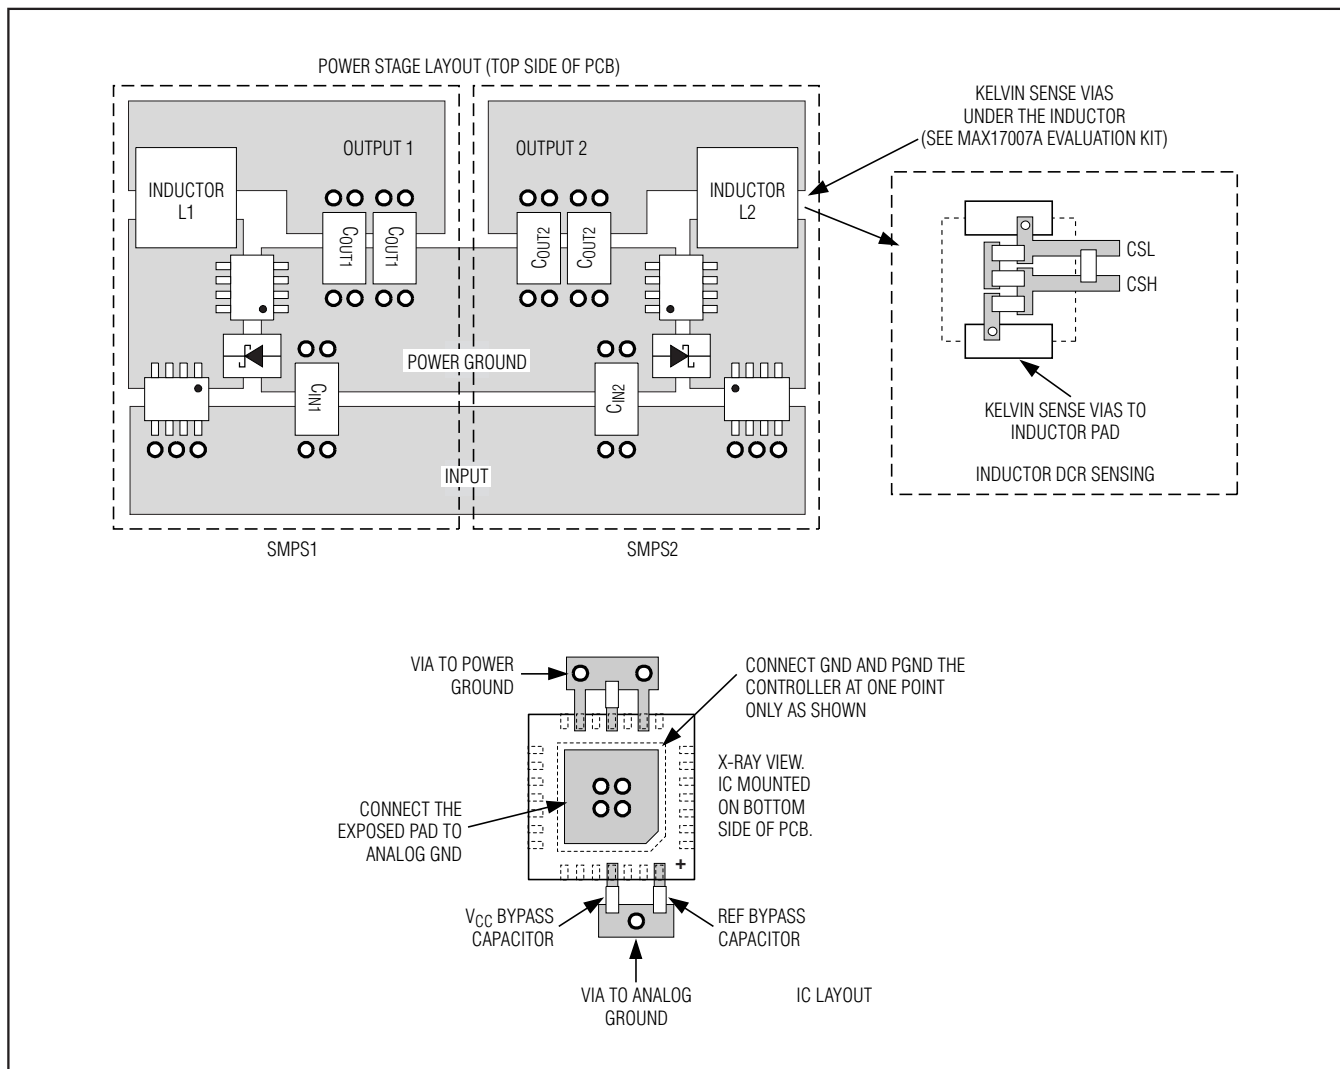 POWER STAGE LAYOUT (TOP SIDE OF PCB)
KELVIN SENSE VIAS
UNDER THE INDUCTOR
(SEE MAX17007A EVALUATION KIT)
OUTPUT 1
OUTPUT 2
INDUCTOR
L1
INDUCTOR
L2
COUT1
COUT1
COUT2
COUT2
CSL
CSH
POWER GROUND
CIN1
CIN2
KELVIN SENSE VIAS TO
INDUCTOR PAD
INPUT
INDUCTOR DCR SENSING
SMPS1
SMPS2
VIA TO POWER
GROUND
CONNECT GND AND PGND THE
CONTROLLER AT ONE POINT
ONLY AS SHOWN
X-RAY VIEW.
IC MOUNTED
ON BOTTOM
SIDE OF PCB.
CONNECT THE
EXPOSED PAD TO
ANALOG GND
+
VCC BYPASS
CAPACITOR
REF BYPASS
CAPACITOR
VIA TO ANALOG
GROUND
IC LAYOUT